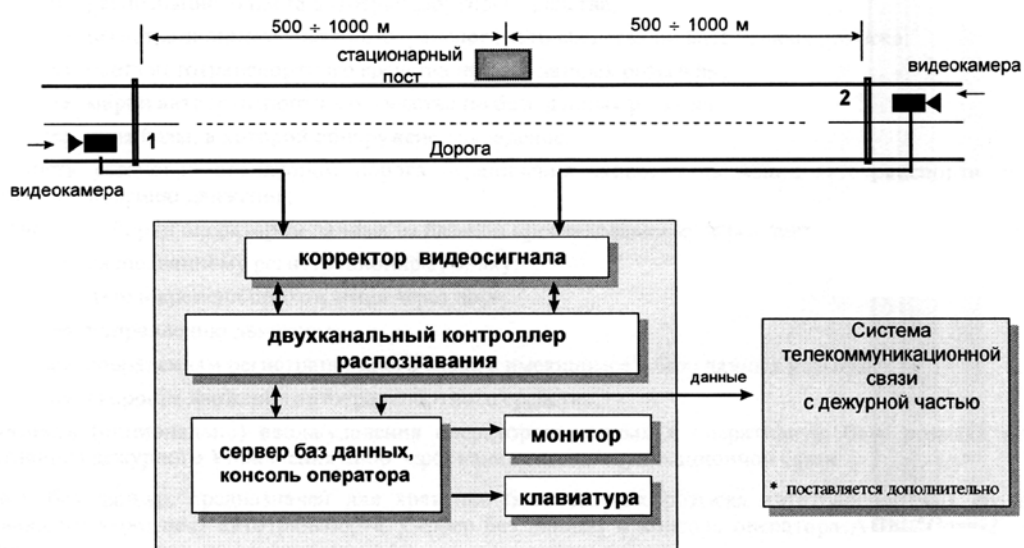 500 ÷ 1000 м
500 ÷ 1000 м
стационарный
пост
видеокамера
2
1
Дорога
видеокамера
корректор видеосигнала
двухканальный контроллер
распознавания
данные
Система
телекоммуникационной
связи
с дежурной частью
* поставляется дополнительно
сервер баз данных,
консоль оператора
монитор
клавиатура